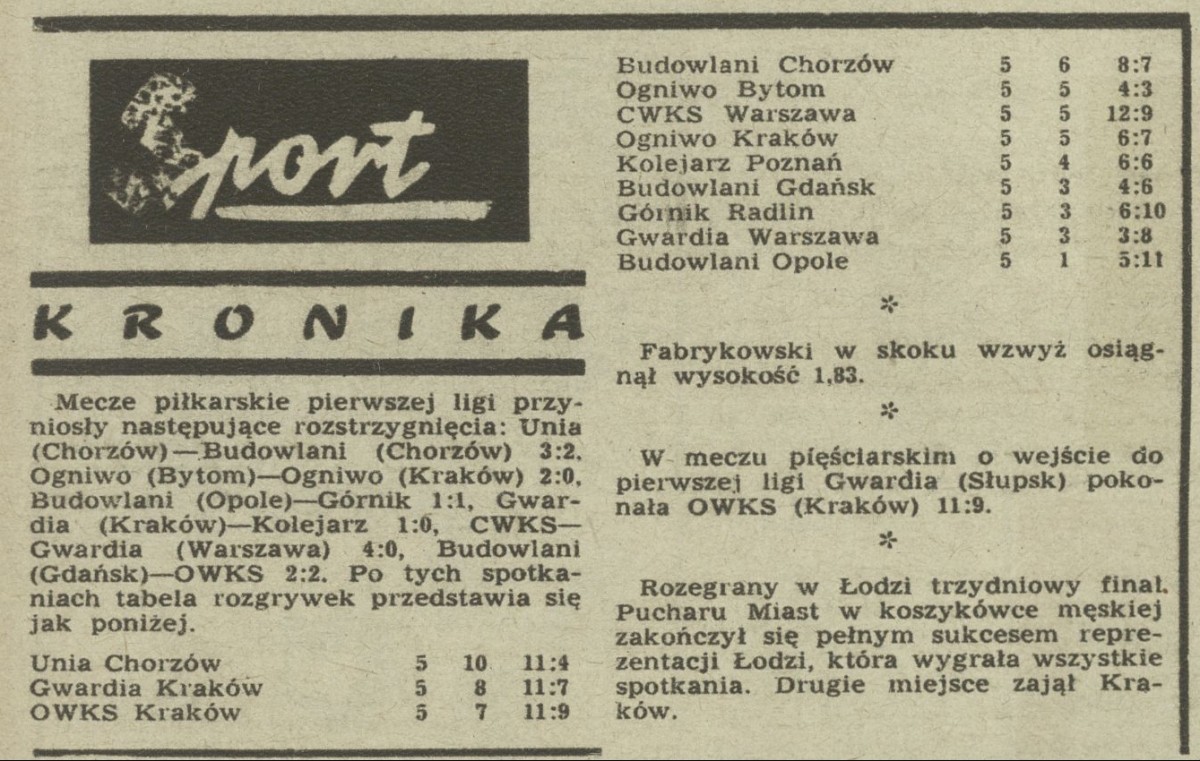 Sport
KRONIKA
Mecze piłkarskie pierwszej ligi przy-
niosły następujące rozstrzygnięcia: Unia
(Chorzów)—Budowlani (Chorzów) 3:2,
Ogniwo (Bytom)—Ogniwo (Kraków) 2:0,
Budowlani (Opole)—Górnik 1:1, Gwar-
dia (Kraków)—Kolejarz 1:0, CWKS—
Gwardia (Warszawa) 4:0, Budowlani
(Gdańsk)—OWKS 2:2. Po tych spotka-
niach tabela rozgrywek przedstawia się
jak poniżej.
Unia Chorzów 5 10 11:4
Gwardia Kraków 5 8 11:7
OWKS Kraków 5 7 11:9
Budowlani Chorzów 5 6 8:7
Ogniwo Bytom 5 5 4:3
CWKS Warszawa 5 5 12:9
Ogniwo Kraków 5 5 6:7
Kolejarz Poznań 5 4 6:6
Budowlani Gdańsk 5 3 4:6
Górnik Radlin 5 3 6:10
Gwardia Warszawa 5 3 3:8
Budowlani Opole 5 1 5:11
*
Fabrykowski w skoku wzwyż osiąg-
nął wysokość 1,83.
*
W meczu pięściarskim o wejście do
pierwszej ligi Gwardia (Słupsk) poko-
nała OWKS (Kraków) 11:9.
*
Rozegrany w Łodzi trzydniowy finał.
Pucharu Miast w koszykówce męskiej
zakończył się pełnym sukcesem repre-
zentacji Łodzi, która wygrała wszystkie
spotkania. Drugie miejsce zajął Kra-
ków.